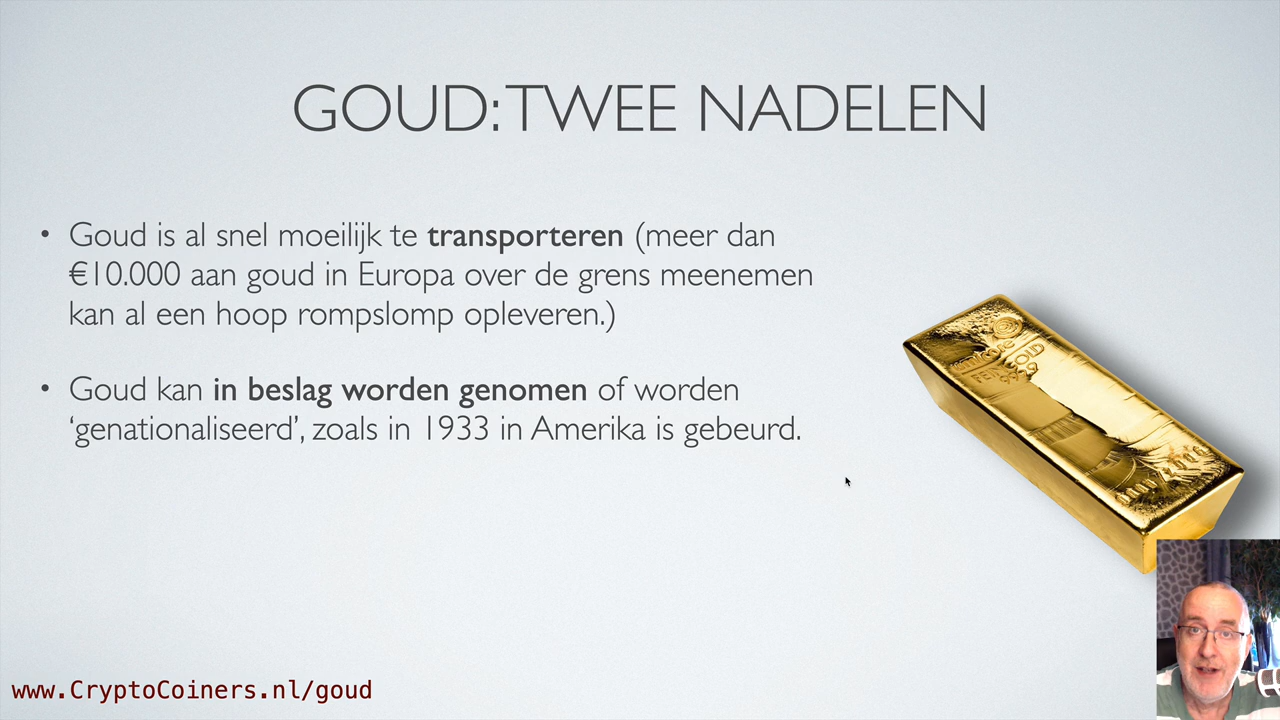 GOUD: TWEE NADELEN
• Goud is al snel moeilijk te transporteren (meer dan
€10.000 aan goud in Europa over de grens meenemen
kan al een hoop rompslomp opleveren.)
• Goud kan in beslag worden genomen of worden
‘genationaliseerd’, zoals in 1933 in Amerika is gebeurd.
umicore
GOLD
www.CryptoCoiners.nl/goud